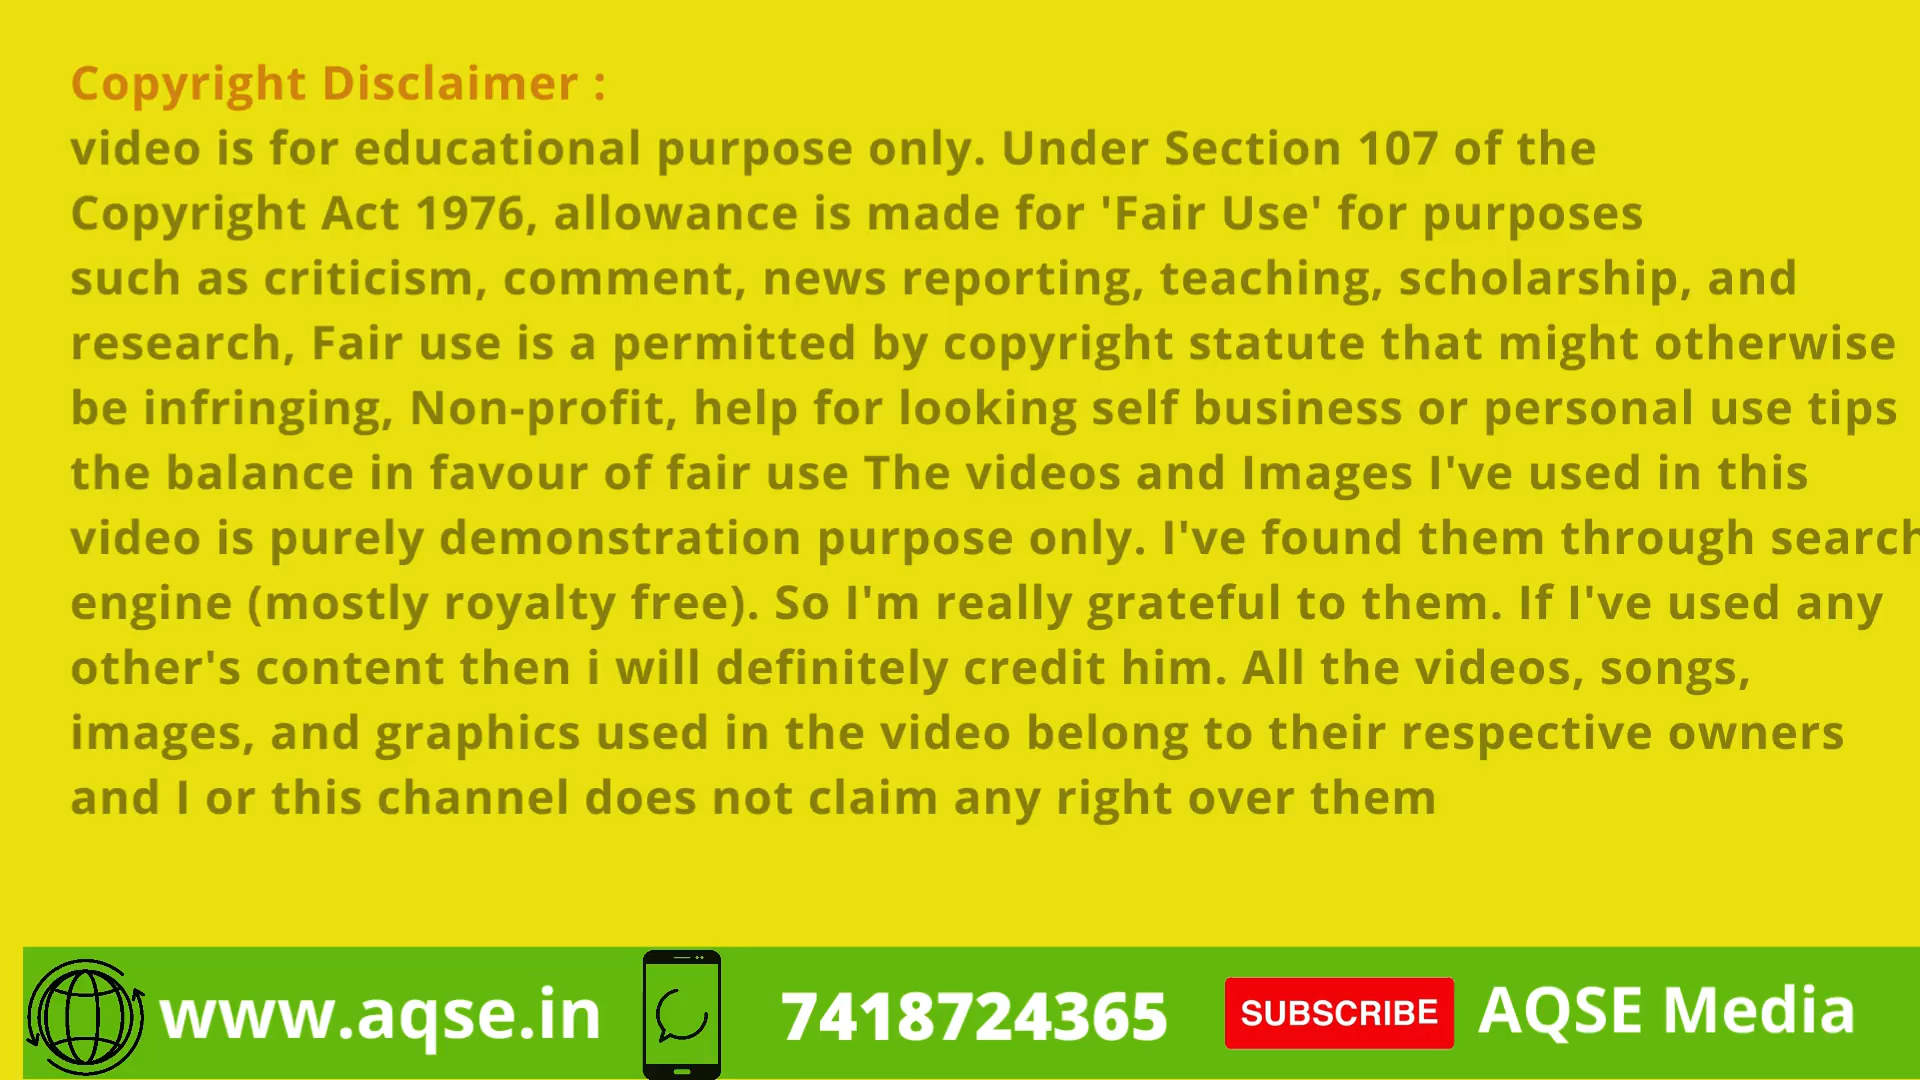 Copyright Disclaimer :
video is for educational purpose only. Under Section 107 of the
Copyright Act 1976, allowance is made for 'Fair Use' for purposes
such as criticism, comment, news reporting, teaching, scholarship, and
research, Fair use is a permitted by copyright statute that might otherwise
be infringing, Non-profit, help for looking self business or personal use tips
the balance in favour of fair use The videos and Images I've used in this
video is purely demonstration purpose only. I've found them through search
engine (mostly royalty free). So I'm really grateful to them. If I've used any
other's content then i will definitely credit him. All the videos, songs,
images, and graphics used in the video belong to their respective owners
and I or this channel does not claim any right over them
www.aqse.in 7418724365 SUBSCRIBE AQSE Media